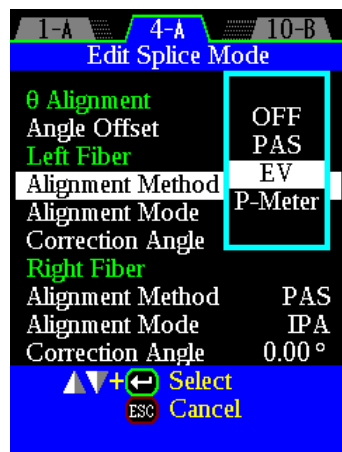 1-A 4-A 10-B
Edit Splice Mode
θ Alignment
Angle Offset
Left Fiber
Alignment Method
Alignment Mode
Correction Angle
OFF
PAS
EV
P-Meter
Right Fiber
Alignment Method PAS
Alignment Mode IPA
Correction Angle 0.00 °
+ Select
ESC Cancel